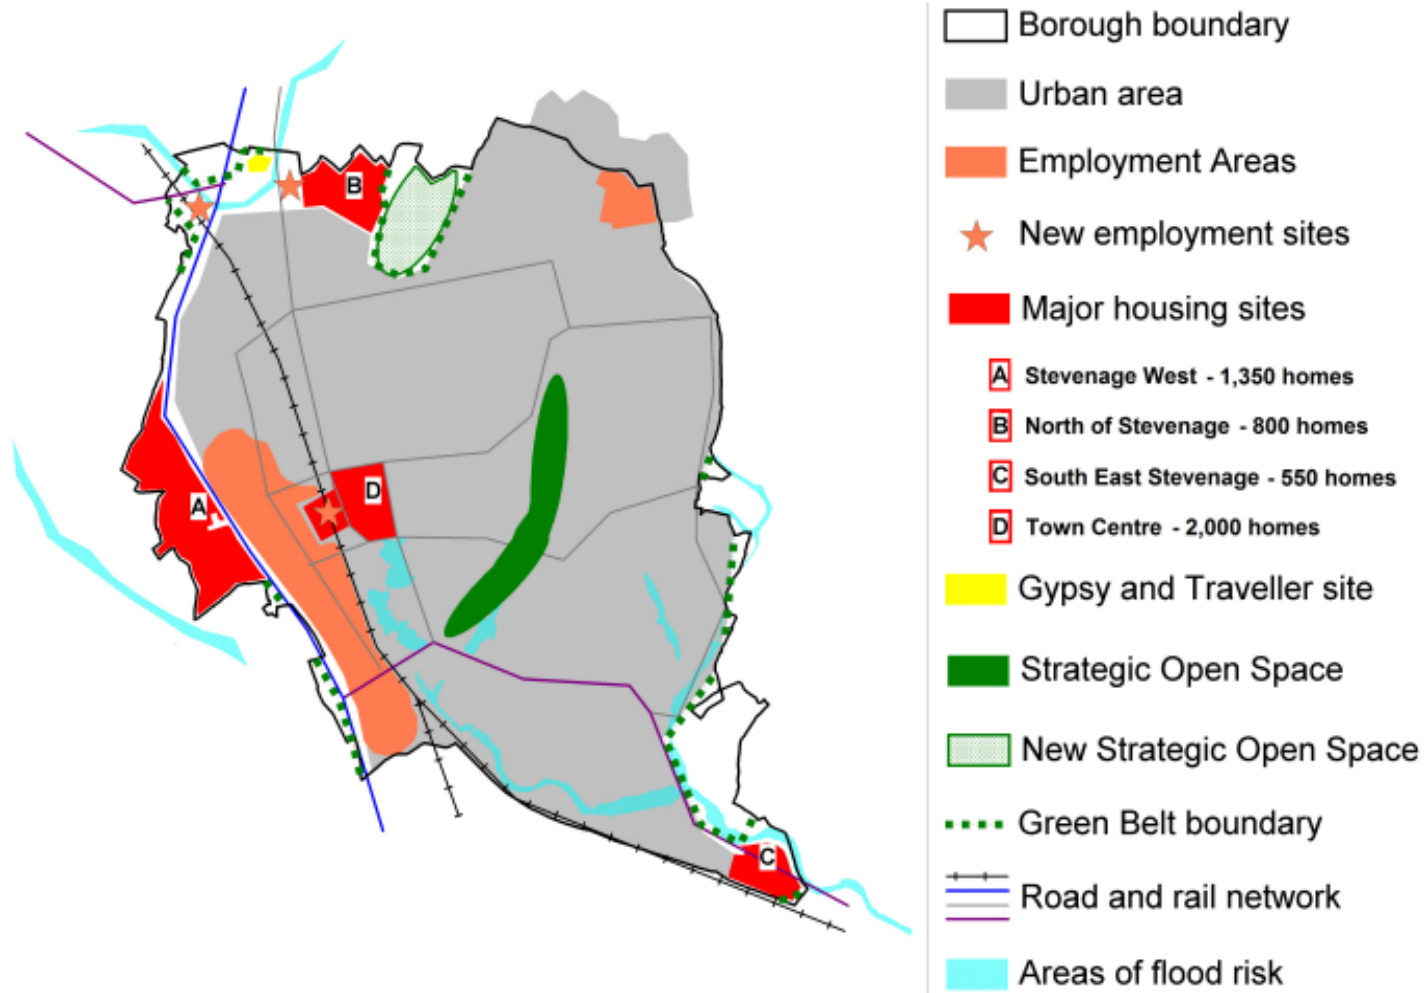 B
D
A
C
Borough boundary
Urban area
Employment Areas
New employment sites
Major housing sites
A Stevenage West - 1,350 homes
B North of Stevenage - 800 homes
C South East Stevenage - 550 homes
D Town Centre - 2,000 homes
Gypsy and Traveller site
Strategic Open Space
New Strategic Open Space
Green Belt boundary
Road and rail network
Areas of flood risk